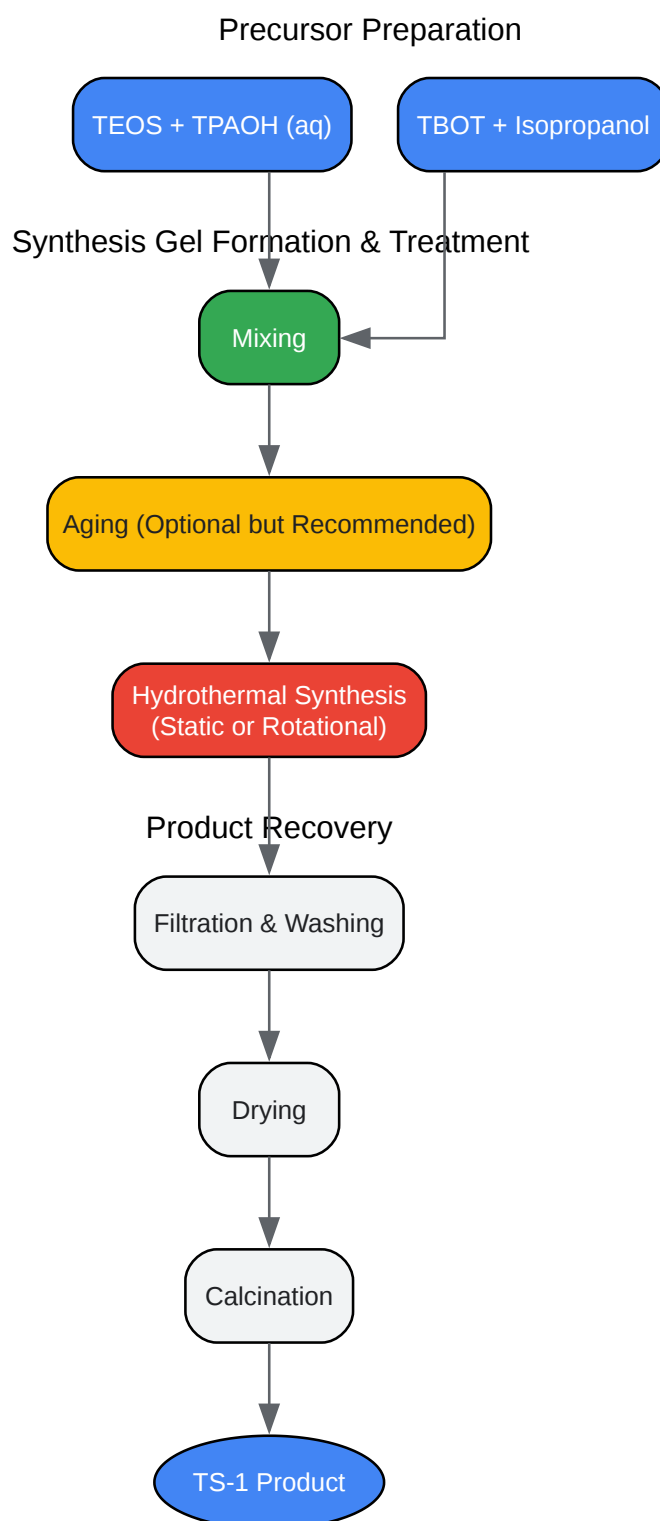 Precursor Preparation
TEOS + TPAOH (aq)
TBOT + Isopropanol
Synthesis Gel Formation & Treatment
Mixing
Aging (Optional but Recommended)
Hydrothermal Synthesis
(Static or Rotational)
Product Recovery
Filtration & Washing
Drying
Calcination
TS-1 Product